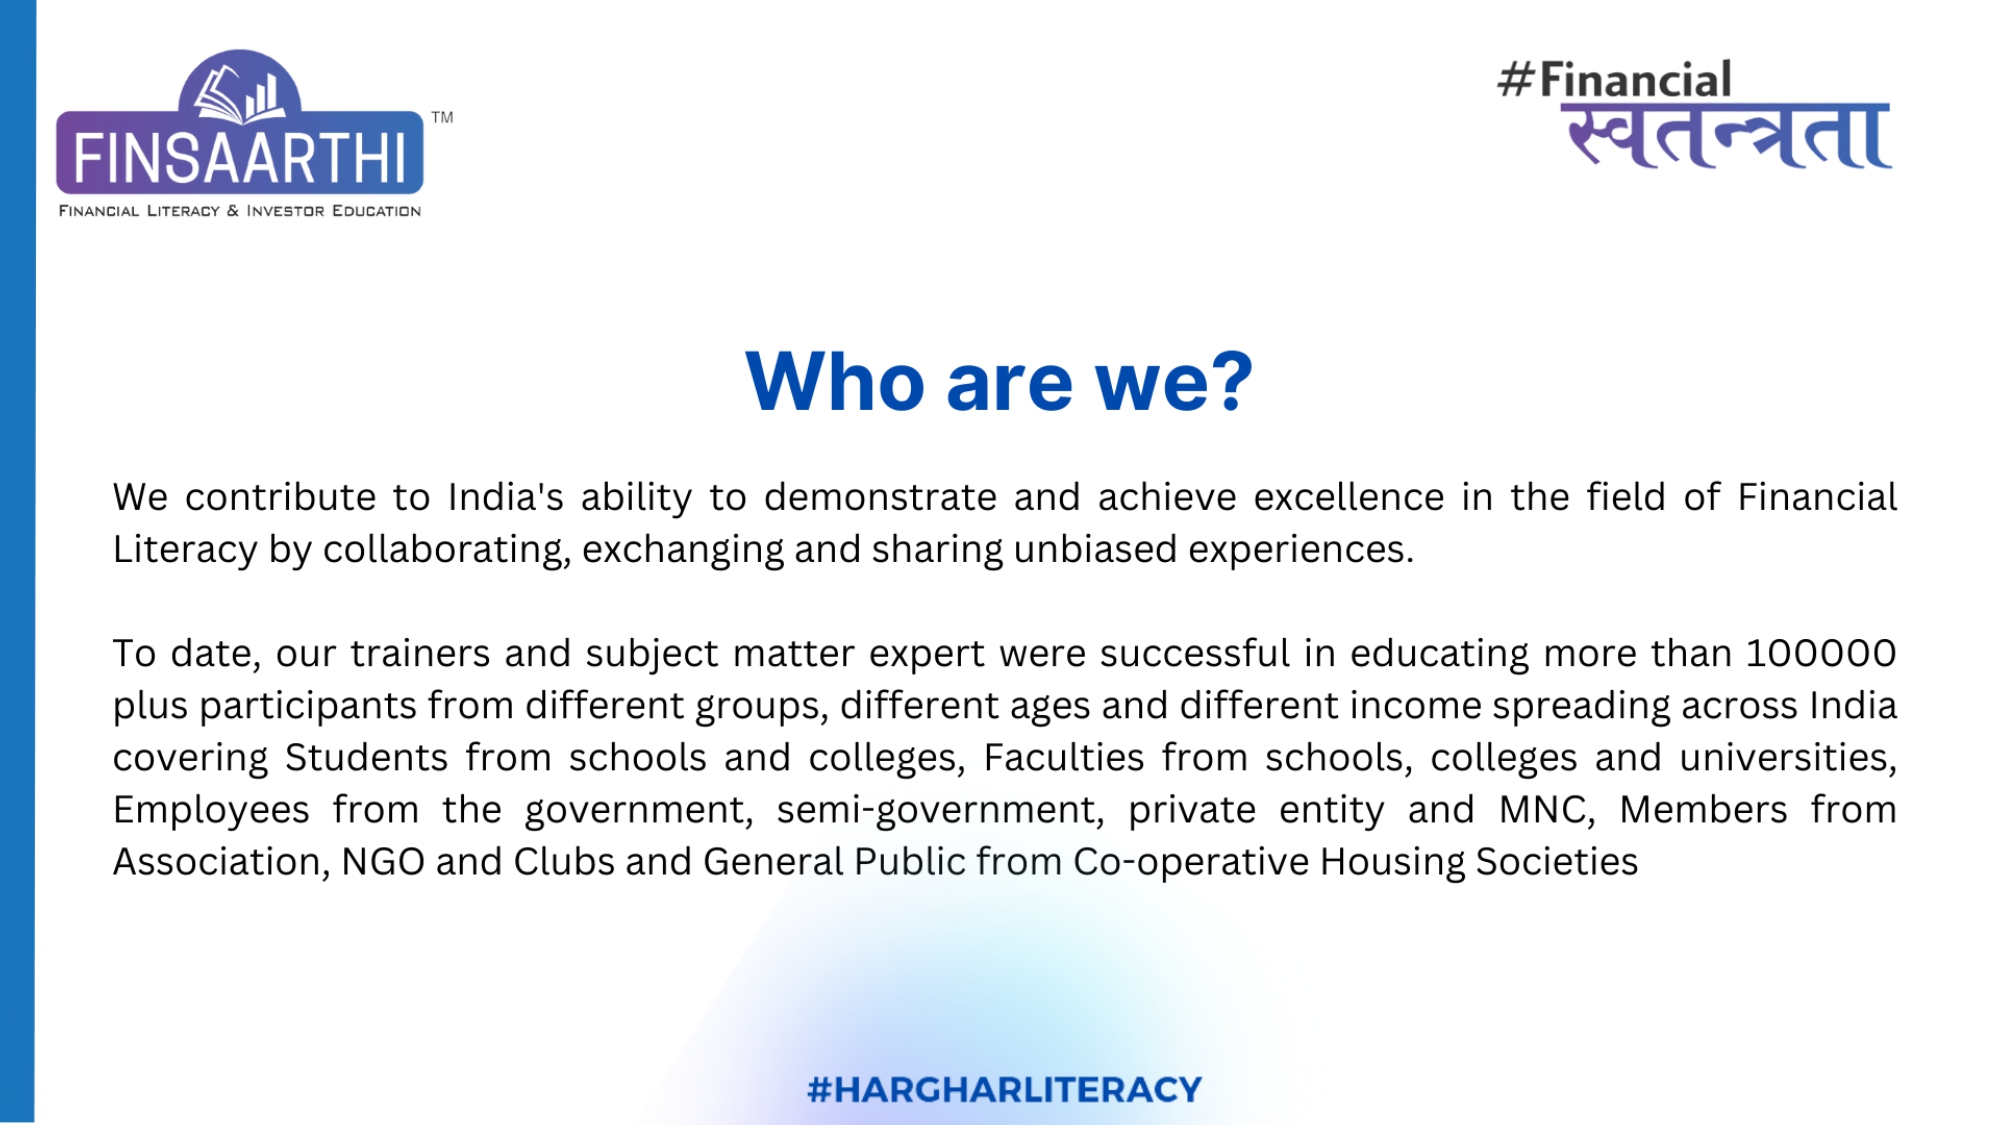 FINSAARTHI
TM
FINANCIAL LITERACY & INVESTOR EDUCATION
#Financial
स्वतन्त्रता
Who are we?
We contribute to India's ability to demonstrate and achieve excellence in the field of Financial
Literacy by collaborating, exchanging and sharing unbiased experiences.
To date, our trainers and subject matter expert were successful in educating more than 100000
plus participants from different groups, different ages and different income spreading across India
covering Students from schools and colleges, Faculties from schools, colleges and universities,
Employees from the government, semi-government, private entity and MNC, Members from
Association, NGO and Clubs and General Public from Co-operative Housing Societies
#HARGHARLITERACY